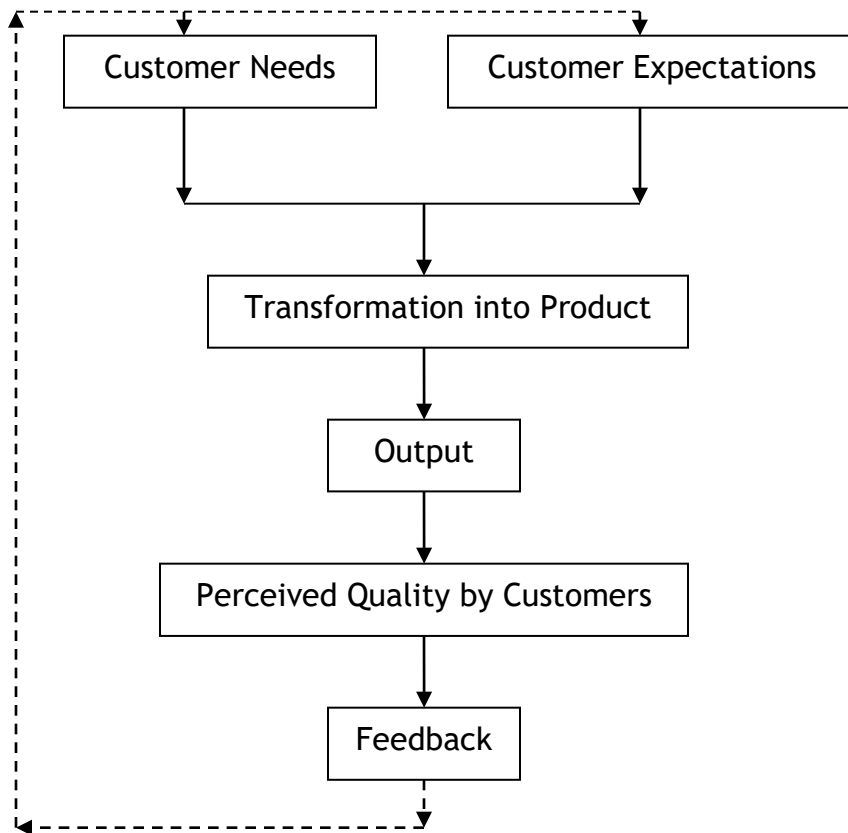 Customer Needs
Customer Expectations
Transformation into Product
Output
Perceived Quality by Customers
Feedback